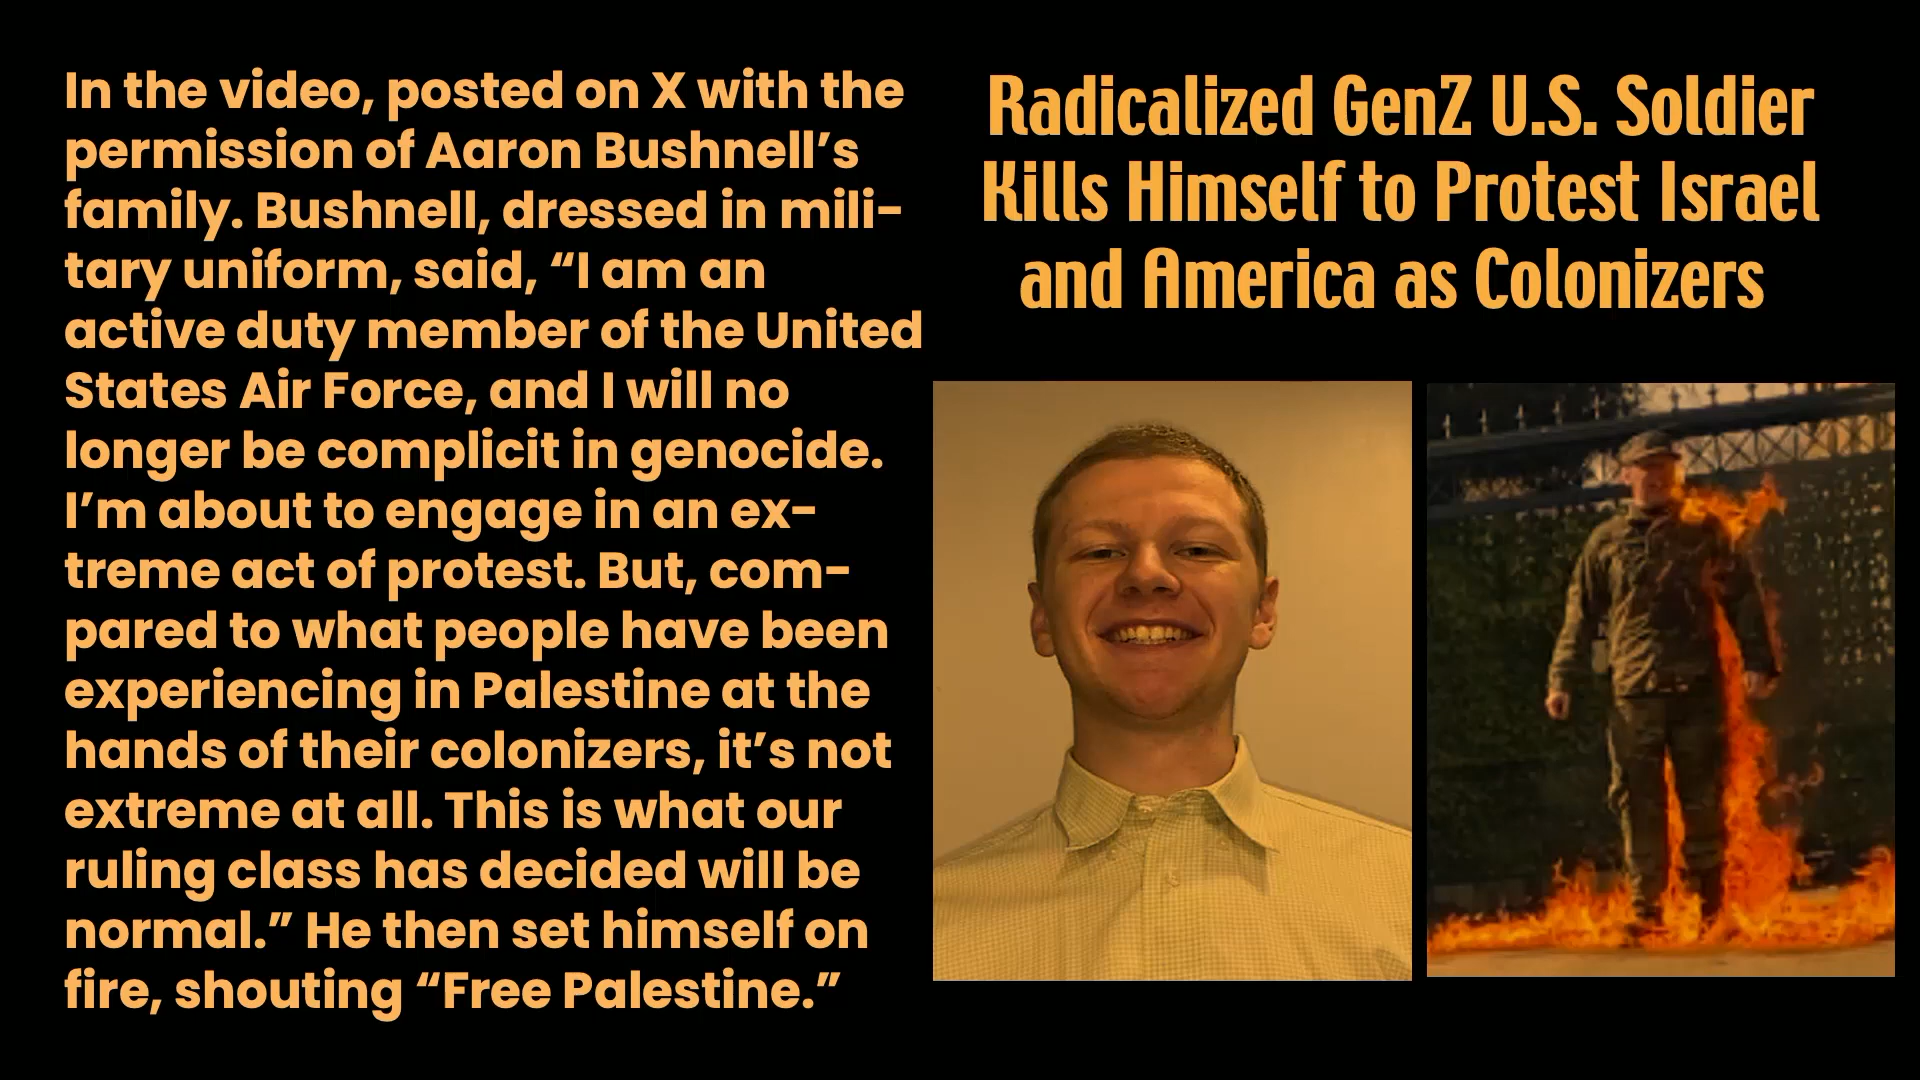 In the video, posted on X with the
permission of Aaron Bushnell’s
family. Bushnell, dressed in mili-
tary uniform, said, “I am an
active duty member of the United
States Air Force, and I will no
longer be complicit in genocide.
I’m about to engage in an ex-
treme act of protest. But, com-
pared to what people have been
experiencing in Palestine at the
hands of their colonizers, it’s not
extreme at all. This is what our
ruling class has decided will be
normal.” He then set himself on
fire, shouting “Free Palestine.”
Radicalized GenZ U.S. Soldier
Kills Himself to Protest Israel
and America as Colonizers